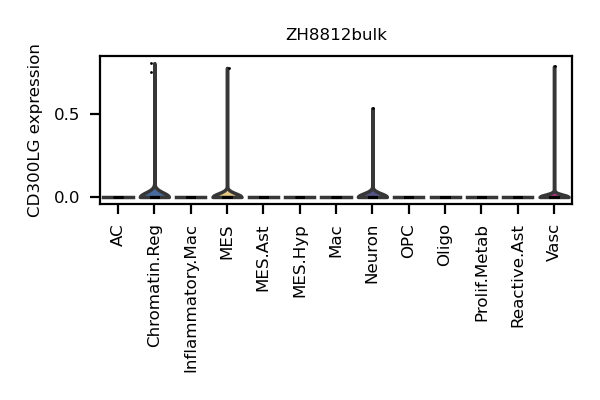 ZH8812bulk
CD300LG expression
0.5
0.0
AC
Chromatin.Reg
Inflammatory.Mac
MES
MES.Ast
MES.Hyp
Mac
Neuron
OPC
Oligo
Prolif.Metab
Reactive.Ast
Vasc